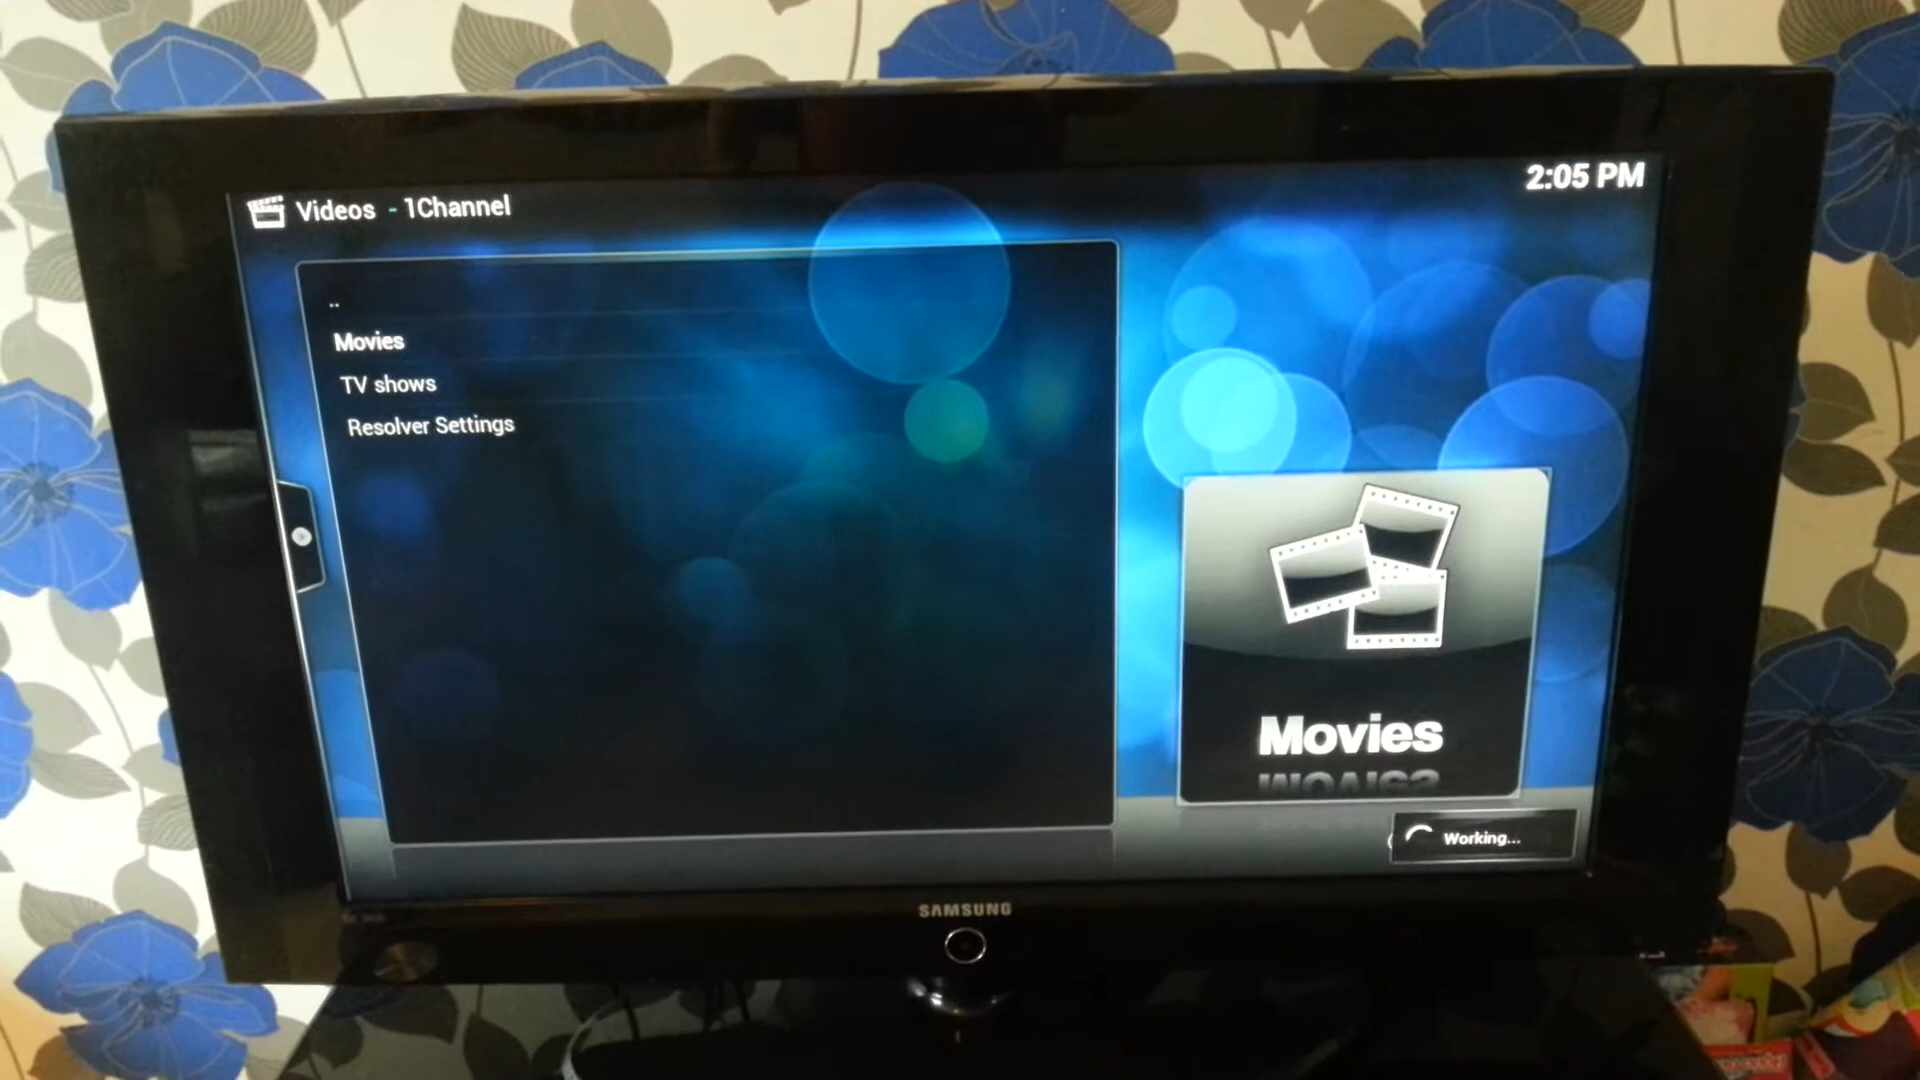 Videos - 1Channel
2:05 PM
..
Movies
TV shows
Resolver Settings
Movies
Working...
SAMSUNG